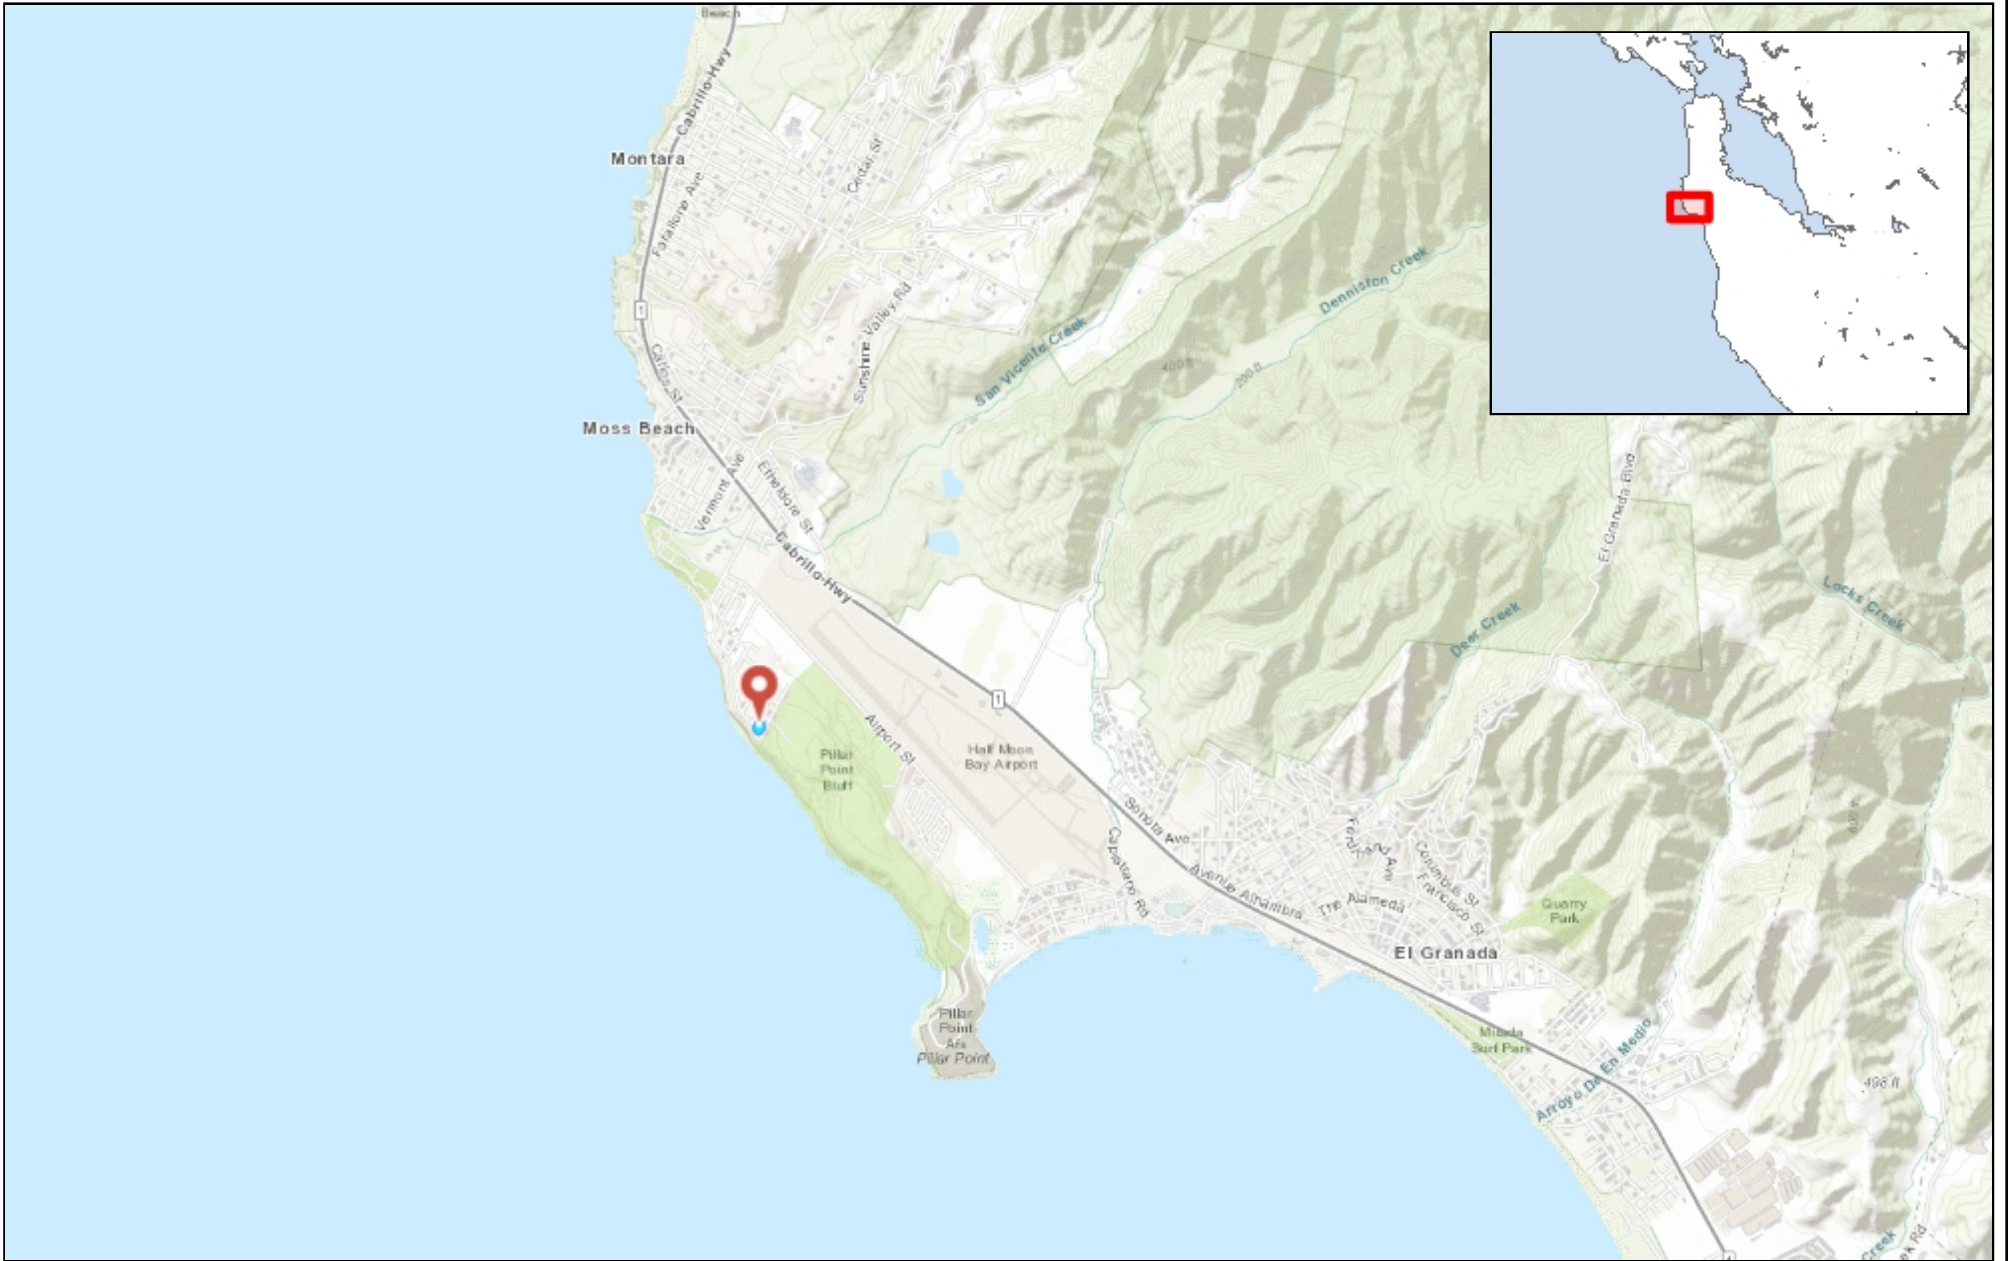 Beach
Cabrillo Hwy
Montara
Cedar St
Farallone Ave
Sunshine Valley Rd
1
Carlos St
San Vicente Creek
Denniston Creek
400 ft
200 ft
Moss Beach
Vermont Ave
Etheldore St
Cabrillo Hwy
El Granada Blvd
Locks Creek
Deer Creek
1
Airport St
Half Moon
Bay Airport
Pillar
Point
Bluff
Sonora Ave
Capistrano Rd
Avenue Alhambra
Ferdinand Ave
The Alameda
Columbus St
Francisco St
Quarry
Park
El Granada
Pillar
Point
Afs
Pillar Point
Mirada
Surf Park
Arroyo De En Medio
498 ft
Creek